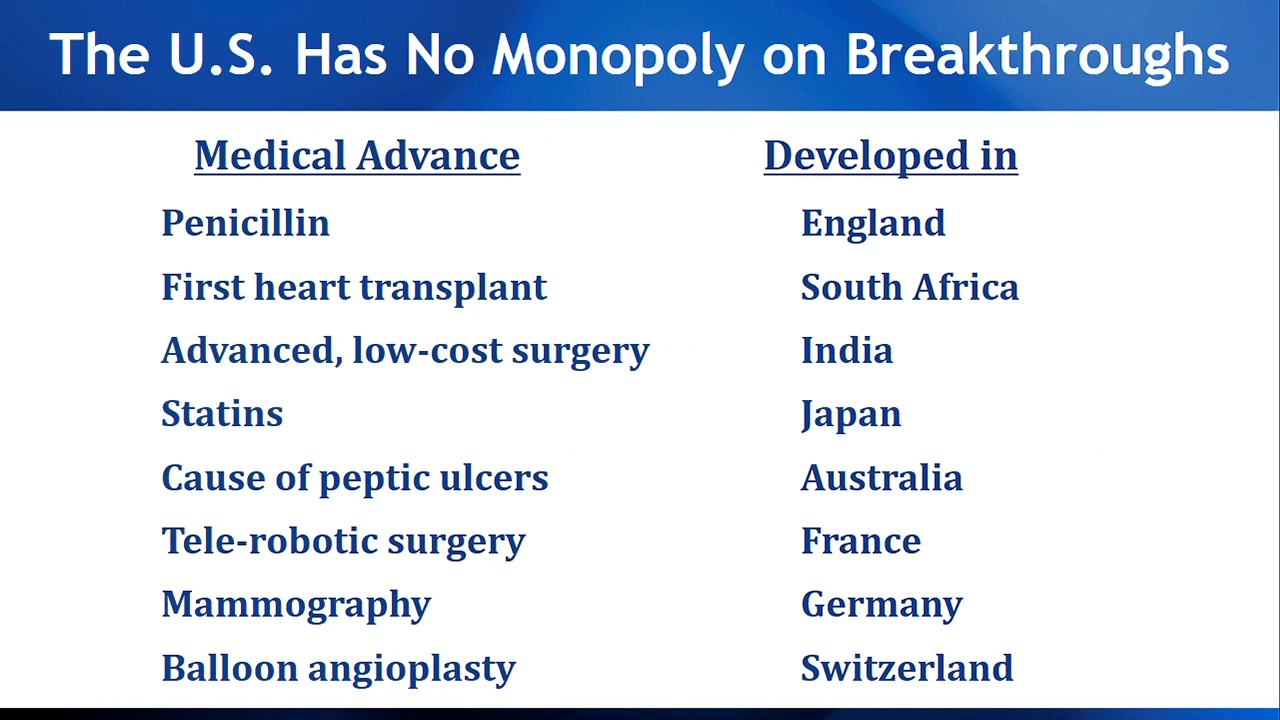 The U.S. Has No Monopoly on Breakthroughs
Medical Advance Developed in
Penicillin England
First heart transplant South Africa
Advanced, low-cost surgery India
Statins Japan
Cause of peptic ulcers Australia
Tele-robotic surgery France
Mammography Germany
Balloon angioplasty Switzerland